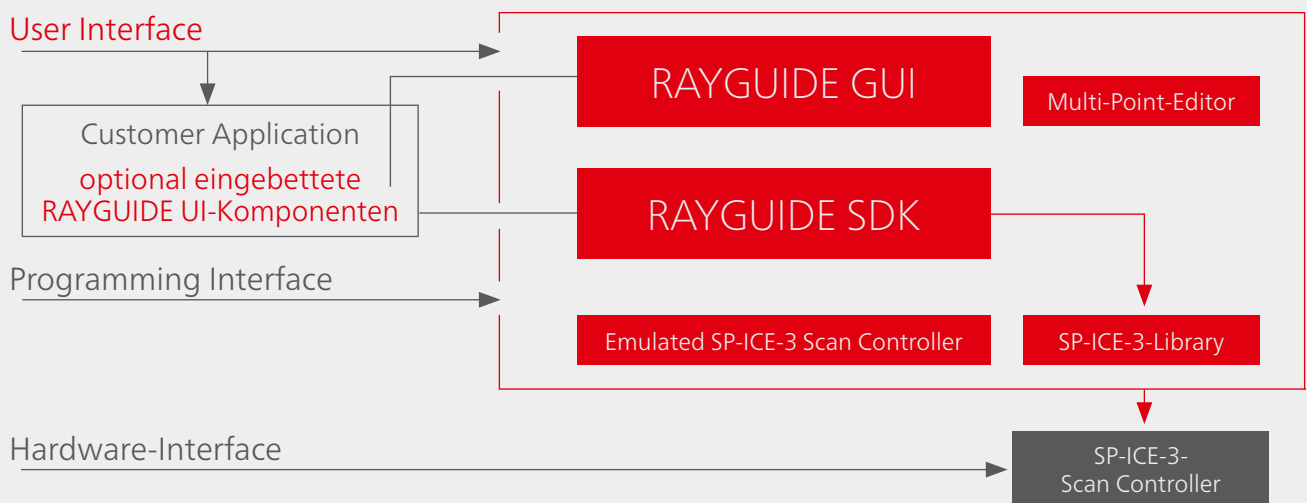 User Interface
RAYGUIDE GUI
Multi-Point-Editor
Customer Application
optional eingebettete
RAYGUIDE UI-Komponenten
RAYGUIDE SDK
Programming Interface
Emulated SP-ICE-3 Scan Controller
SP-ICE-3-Library
Hardware-Interface
SP-ICE-3-
Scan Controller